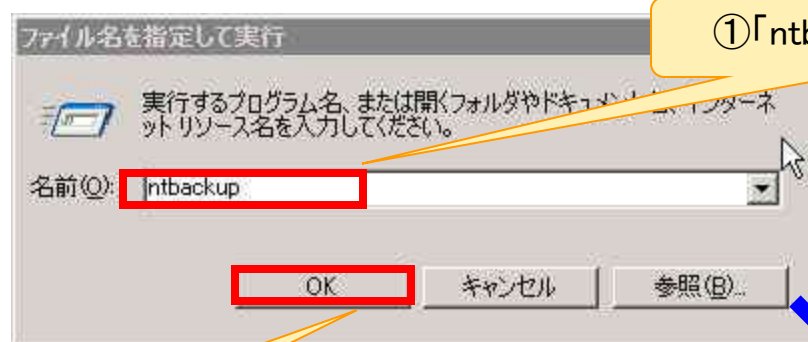 ファイル名を指定して実行
①「ntb
実行するプログラム名、または開くフォルダやドキュメント名、インターネ
ット リソース名を入力してください。
名前(O):
ntbackup
OK
キャンセル
参照(B)...